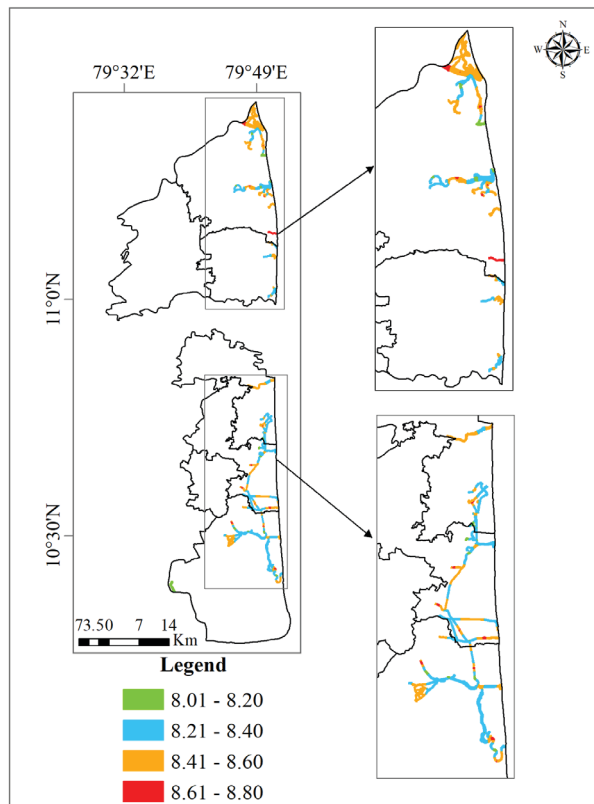 N
W E
S
79°32'E 79°49'E
11°0'N
10°30'N
73.50 7 14
Km
Legend
8.01 - 8.20
8.21 - 8.40
8.41 - 8.60
8.61 - 8.80